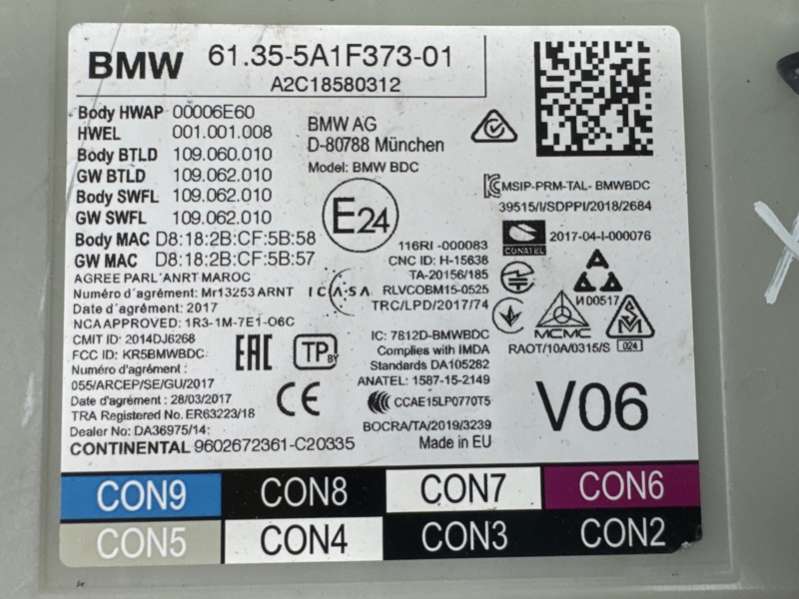 BMW 61.35-5A1F373-01
A2C18580312
Body HWAP 00006E60
HWEL 001.001.008
Body BTLD 109.060.010
GW BTLD 109.062.010
Body SWFL 109.062.010
GW SWFL 109.062.010
Body MAC D8:18:2B:CF:5B:58
GW MAC D8:18:2B:CF:5B:57
AGREE PARL'ANRT MAROC
Numéro d'agrément: Mr13253 ARNT
Date d'agrément: 2017
NCA APPROVED: 1R3-1M-7E1-O6C
CMIT ID: 2014DJ6268
FCC ID: KR5BMWBDC
Numéro d'agrément:
055/ARCEP/SE/GU/2017
Date d'agrément: 28/03/2017
TRA Registered No. ER63223/18
Dealer No: DA36975/14:
CONTINENTAL 9602672361-C20335
BMW AG
D-80788 München
Model: BMW BDC
E24
ICASA
EAC
TP
BY
CE
116RI -000083
CNC ID: H-15638
TA-20156/185
RLVCOBM15-0525
TRC/LPD/2017/74
IC: 7812D-BMWBDC
Complies with IMDA
Standards DA105282
ANATEL: 1587-15-2149
CCAE15LP0770T5
BOCRA/TA/2019/3239
Made in EU
MSIP-PRM-TAL- BMWBDC
39515/I/SDPPI/2018/2684
CONATEL
2017-04-I-000076
И 00517
MCMC
RAOT/10A/0315/S
024
V06
CON9 CON8 CON7 CON6
CON5 CON4 CON3 CON2